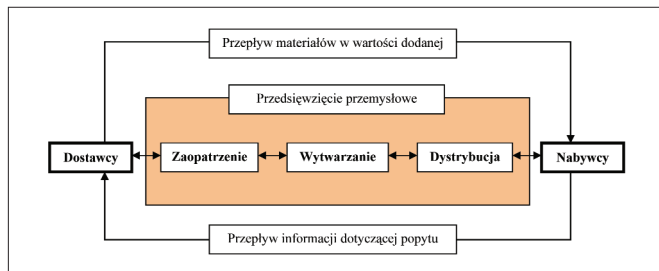 Przepływ materiałów w wartości dodanej
Przedsięwzięcie przemysłowe
Dostawcy
Zaopatrzenie
Wytwarzanie
Dystrybucja
Nabywcy
Przepływ informacji dotyczącej popytu